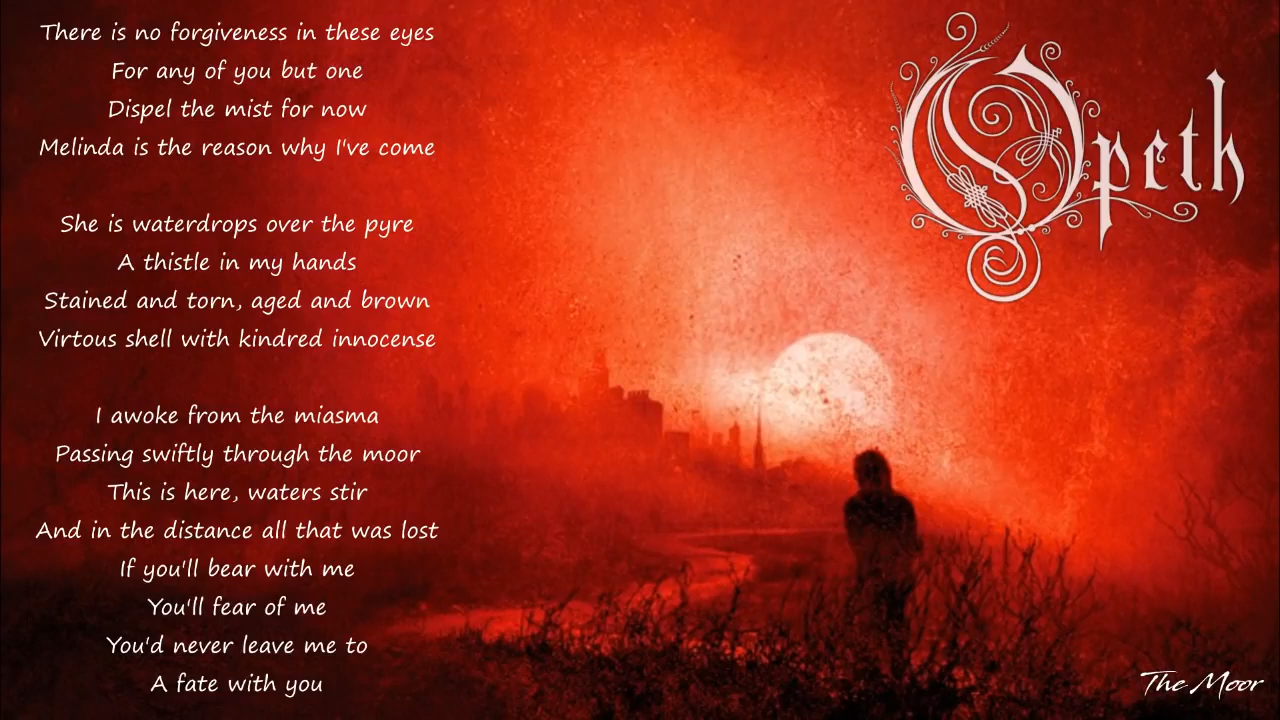 There is no forgiveness in these eyes
For any of you but one
Dispel the mist for now
Melinda is the reason why I've come
She is waterdrops over the pyre
A thistle in my hands
Stained and torn, aged and brown
Virtous shell with kindred innocense
I awoke from the miasma
Passing swiftly through the moor
This is here, waters stir
And in the distance all that was lost
If you'll bear with me
You'll fear of me
You'd never leave me to
A fate with you
Opeth
The Moor